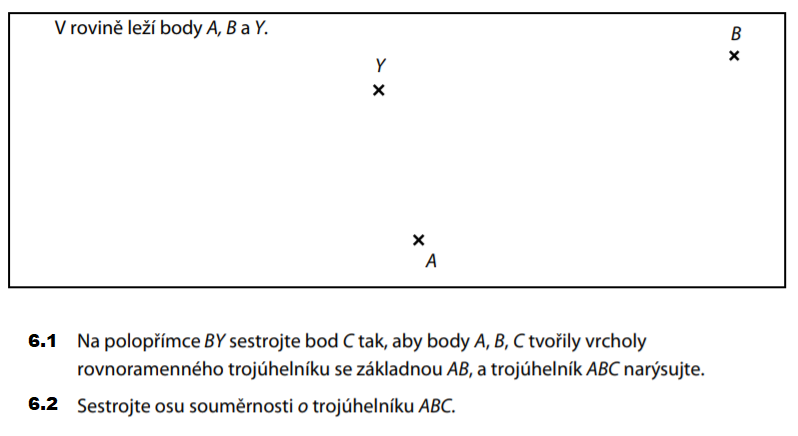 V rovině leží body A, B a Y.
B
Y
A
6.1 Na polopřímce BY sestrojte bod C tak, aby body A, B, C tvořily vrcholy
rovnoramenného trojúhelníku se základnou AB, a trojúhelník ABC narýsujte.
6.2 Sestrojte osu souměrnosti o trojúhelníku ABC.